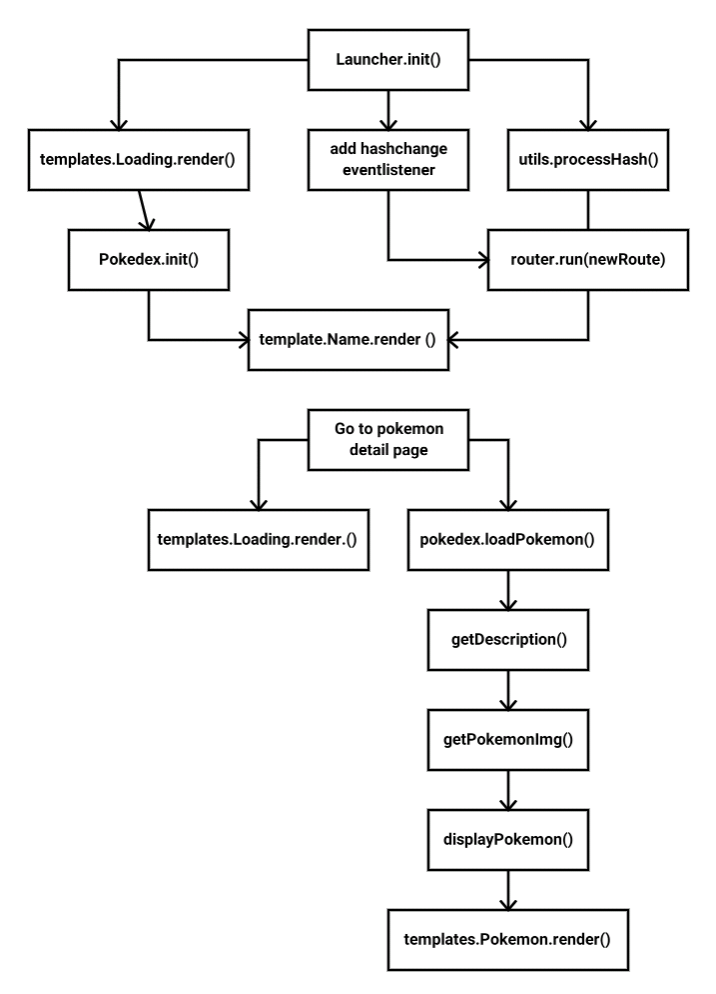 Launcher.init()
templates.Loading.render()
add hashchange
eventlistener
utils.processHash()
Pokedex.init()
router.run(newRoute)
template.Name.render ()
Go to pokemon
detail page
templates.Loading.render.()
pokedex.loadPokemon()
getDescription()
getPokemonImg()
displayPokemon()
templates.Pokemon.render()